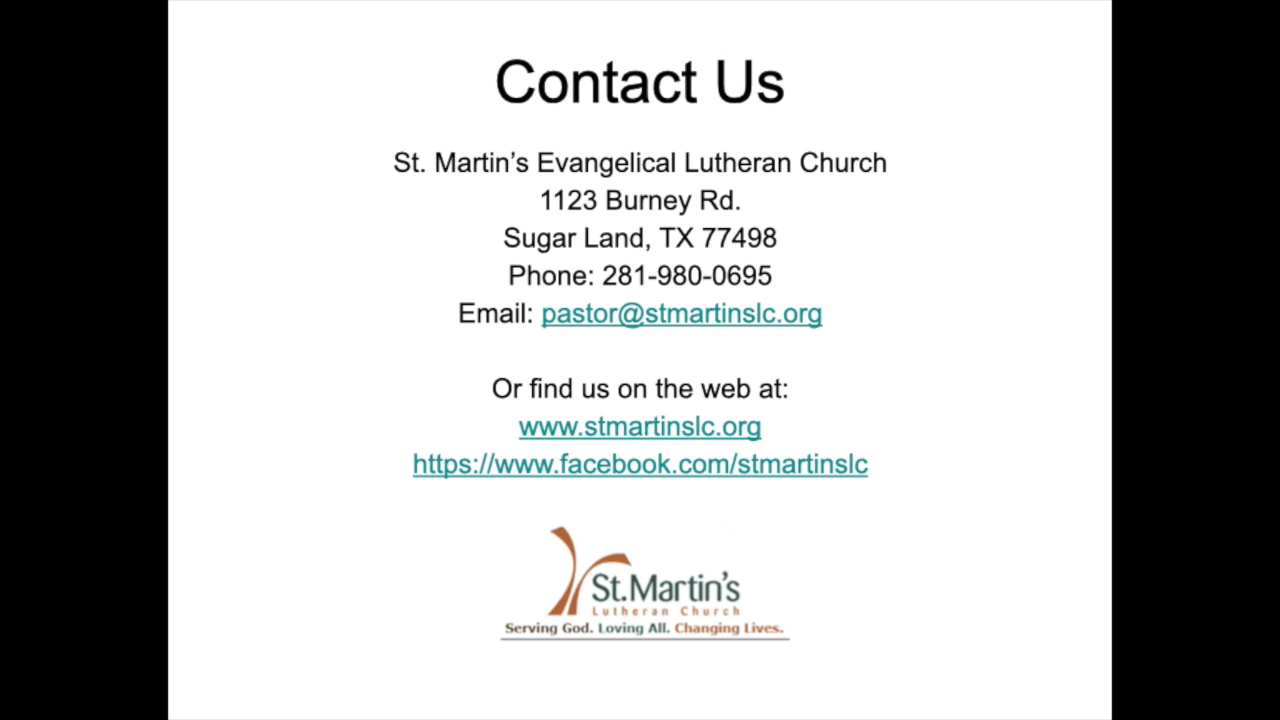 Contact Us
St. Martin’s Evangelical Lutheran Church
1123 Burney Rd.
Sugar Land, TX 77498
Phone: 281-980-0695
Email: pastor@stmartinslc.org
Or find us on the web at:
www.stmartinslc.org
https://www.facebook.com/stmartinslc
St.Martin's
Lutheran Church
Serving God. Loving All. Changing Lives.